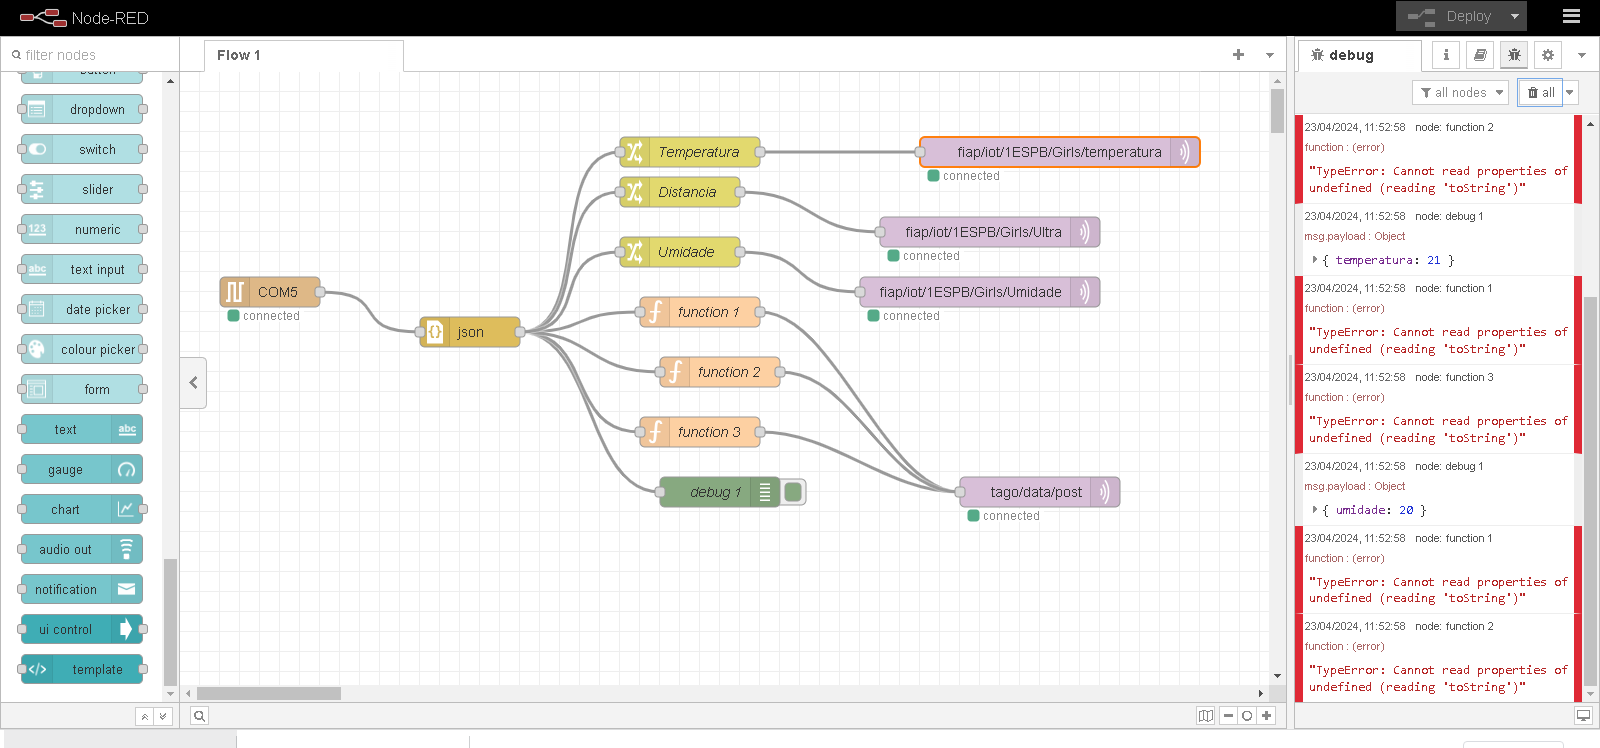 Node-RED
Deploy
filter nodes
Flow 1
debug
i
all nodes
all
button
dropdown
switch
slider
123 numeric
abc text input
date picker
colour picker
form
text abc
gauge
chart
audio out
notification
ui control
template
COM5
connected
json
Temperatura
Distancia
Umidade
function 1
function 2
function 3
debug 1
fiap/iot/1ESPB/Girls/temperatura
connected
fiap/iot/1ESPB/Girls/Ultra
connected
fiap/iot/1ESPB/Girls/Umidade
connected
tago/data/post
connected
23/04/2024, 11:52:58 node: function 2
function : (error)
"TypeError: Cannot read properties of
undefined (reading 'toString')"
23/04/2024, 11:52:58 node: debug 1
msg.payload : Object
{ temperatura: 21 }
23/04/2024, 11:52:58 node: function 1
function : (error)
"TypeError: Cannot read properties of
undefined (reading 'toString')"
23/04/2024, 11:52:58 node: function 3
function : (error)
"TypeError: Cannot read properties of
undefined (reading 'toString')"
23/04/2024, 11:52:58 node: debug 1
msg.payload : Object
{ umidade: 20 }
23/04/2024, 11:52:58 node: function 1
function : (error)
"TypeError: Cannot read properties of
undefined (reading 'toString')"
23/04/2024, 11:52:58 node: function 2
function : (error)
"TypeError: Cannot read properties of
undefined (reading 'toString')"